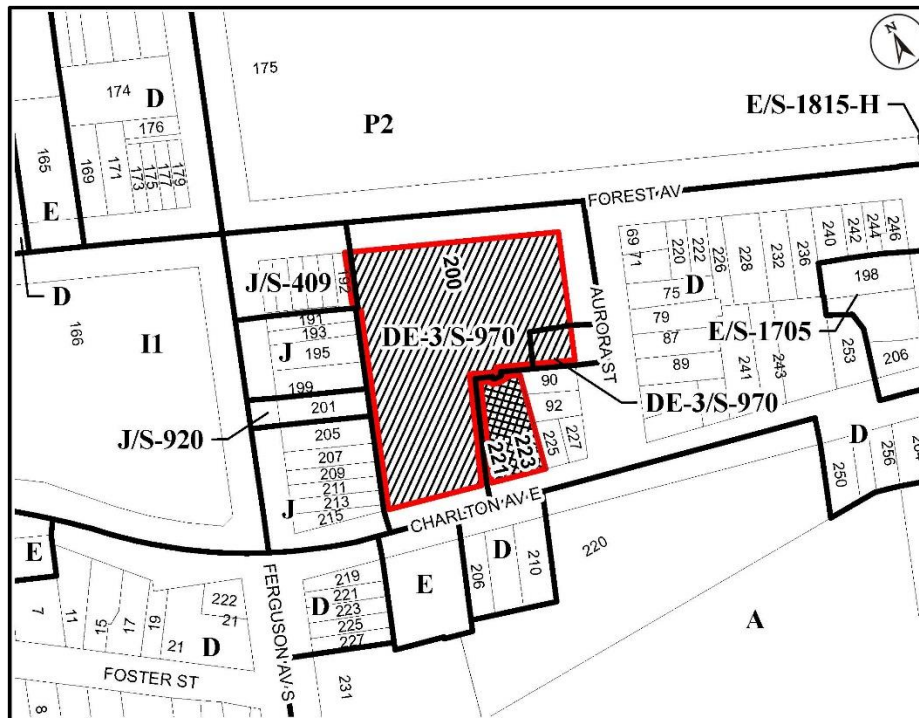 N
175
174
D
176
P2
E/S-1815-H
165
169
171
173
175
177
179
E
FOREST AV
D
J/S-409
192
200
AURORA ST
69
71
220
222
226
228
232
236
240
242
244
246
198
75
D
166
I1
191
193
J
195
DE-3/S-970
79
87
E/S-1705
199
89
241
243
253
206
201
90
DE-3/S-970
J/S-920
205
92
207
209
211
213
J
215
221
223
225
227
CHARLTON AV E
D
250
256
E
D
206
210
220
E
7
11
15
17
19
222
21
21
D
FERGUSON AV S
219
221
D
223
225
227
A
FOSTER ST
231
8